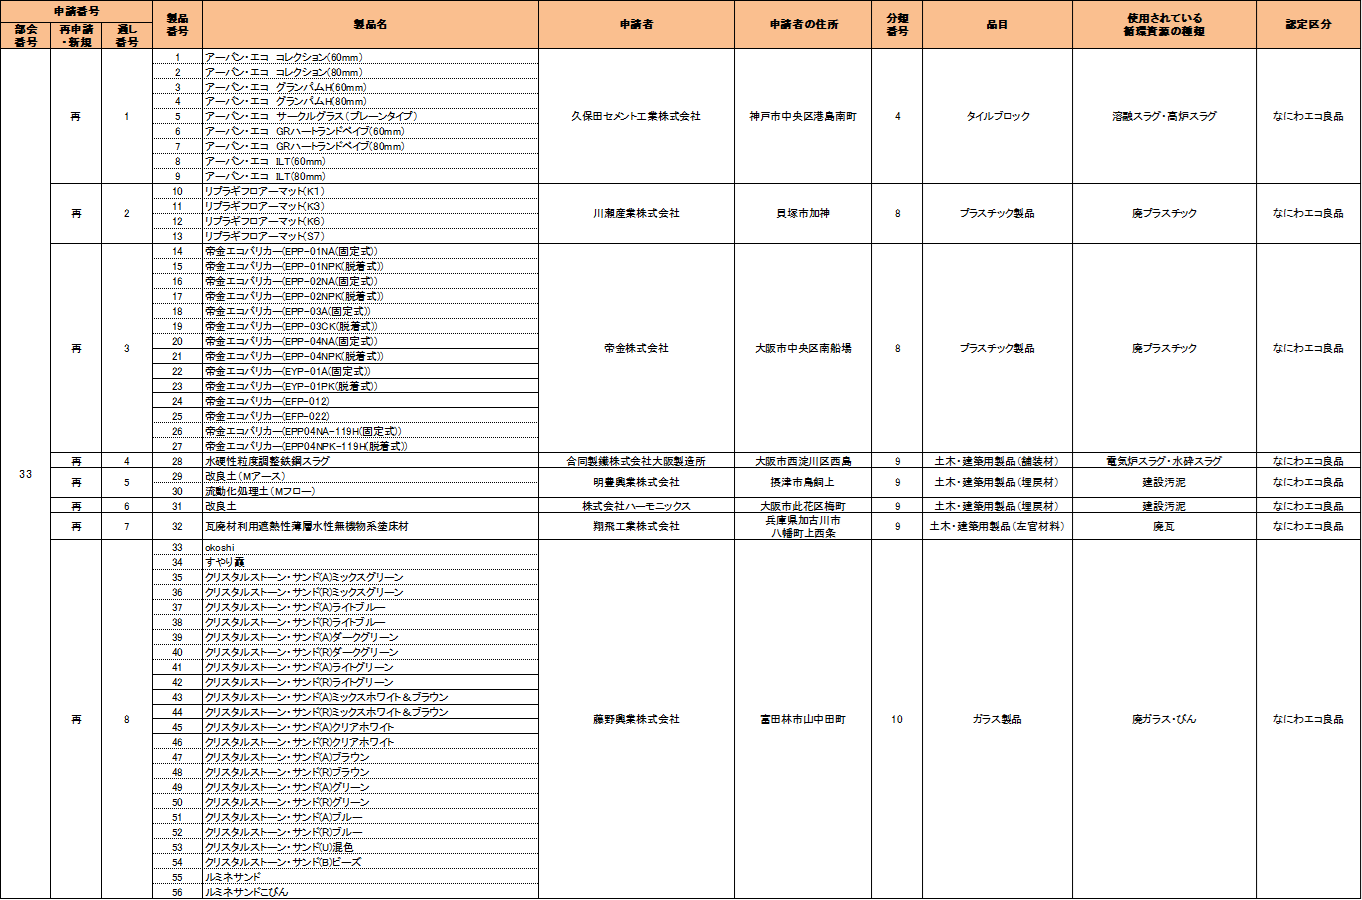 申請番号 製品番号 製品名 申請者 申請者の住所 分類番号 品目 使用されている循環資源の種類 認定区分
部会番号 再申請・新規 通し番号
33
再 1 久保田セメント工業株式会社 神戸市中央区港島南町 4 タイルブロック 溶融スラグ・高炉スラグ なにわエコ良品
1 アーバン・エコ コレクション(60mm)
2 アーバン・エコ コレクション(80mm)
3 アーバン・エコ グランパムH(60mm)
4 アーバン・エコ グランパムH(80mm)
5 アーバン・エコ サークルグラス(プレーンタイプ)
6 アーバン・エコ GRハートランドペイブ(60mm)
7 アーバン・エコ GRハートランドペイブ(80mm)
8 アーバン・エコ ILT(60mm)
9 アーバン・エコ ILT(80mm)
再 2 川瀬産業株式会社 貝塚市加神 8 プラスチック製品 廃プラスチック なにわエコ良品
10 リプラギフロアーマット(K1)
11 リプラギフロアーマット(K3)
12 リプラギフロアーマット(K6)
13 リプラギフロアーマット(S7)
再 3 帝金株式会社 大阪市中央区南船場 8 プラスチック製品 廃プラスチック なにわエコ良品
14 帝金エコバリカー(EPP-01NA(固定式))
15 帝金エコバリカー(EPP-01NPK(脱着式))
16 帝金エコバリカー(EPP-02NA(固定式))
17 帝金エコバリカー(EPP-02NPK(脱着式))
18 帝金エコバリカー(EPP-03A(固定式))
19 帝金エコバリカー(EPP-03CK(脱着式))
20 帝金エコバリカー(EPP-04NA(固定式))
21 帝金エコバリカー(EPP-04NPK(脱着式))
22 帝金エコバリカー(EYP-01A(固定式))
23 帝金エコバリカー(EYP-01PK(脱着式))
24 帝金エコバリカー(EFP-012)
25 帝金エコバリカー(EFP-022)
26 帝金エコバリカー(EPP04NA-119H(固定式))
27 帝金エコバリカー(EPP04NPK-119H(脱着式))
再 4 28 水硬性粒度調整鉄鋼スラグ 合同製鐵株式会社大阪製造所 大阪市西淀川区西島 9 土木・建築用製品(舗装材) 電気炉スラグ・水砕スラグ なにわエコ良品
再 5 明豊興業株式会社 摂津市鳥飼上 9 土木・建築用製品(埋戻材) 建設汚泥 なにわエコ良品
29 改良土(Mアース)
30 流動化処理土(Mフロー)
再 6 31 改良土 株式会社ハーモニックス 大阪市此花区梅町 9 土木・建築用製品(埋戻材) 建設汚泥 なにわエコ良品
再 7 32 瓦廃材利用遮熱性薄層水性無機物系塗床材 翔飛工業株式会社 兵庫県加古川市八幡町上西条 9 土木・建築用製品(左官材料) 廃瓦 なにわエコ良品
再 8 藤野興業株式会社 富田林市山中田町 10 ガラス製品 廃ガラス・びん なにわエコ良品
33 okoshi
34 すやり霞
35 クリスタルストーン・サンド(A)ミックスグリーン
36 クリスタルストーン・サンド(R)ミックスグリーン
37 クリスタルストーン・サンド(A)ライトブルー
38 クリスタルストーン・サンド(R)ライトブルー
39 クリスタルストーン・サンド(A)ダークグリーン
40 クリスタルストーン・サンド(R)ダークグリーン
41 クリスタルストーン・サンド(A)ライトグリーン
42 クリスタルストーン・サンド(R)ライトグリーン
43 クリスタルストーン・サンド(A)ミックスホワイト&ブラウン
44 クリスタルストーン・サンド(R)ミックスホワイト&ブラウン
45 クリスタルストーン・サンド(A)クリアホワイト
46 クリスタルストーン・サンド(R)クリアホワイト
47 クリスタルストーン・サンド(A)ブラウン
48 クリスタルストーン・サンド(R)ブラウン
49 クリスタルストーン・サンド(A)グリーン
50 クリスタルストーン・サンド(R)グリーン
51 クリスタルストーン・サンド(A)ブルー
52 クリスタルストーン・サンド(R)ブルー
53 クリスタルストーン・サンド(U)混色
54 クリスタルストーン・サンド(B)ビーズ
55 ルミネサンド
56 ルミネサンドこびん